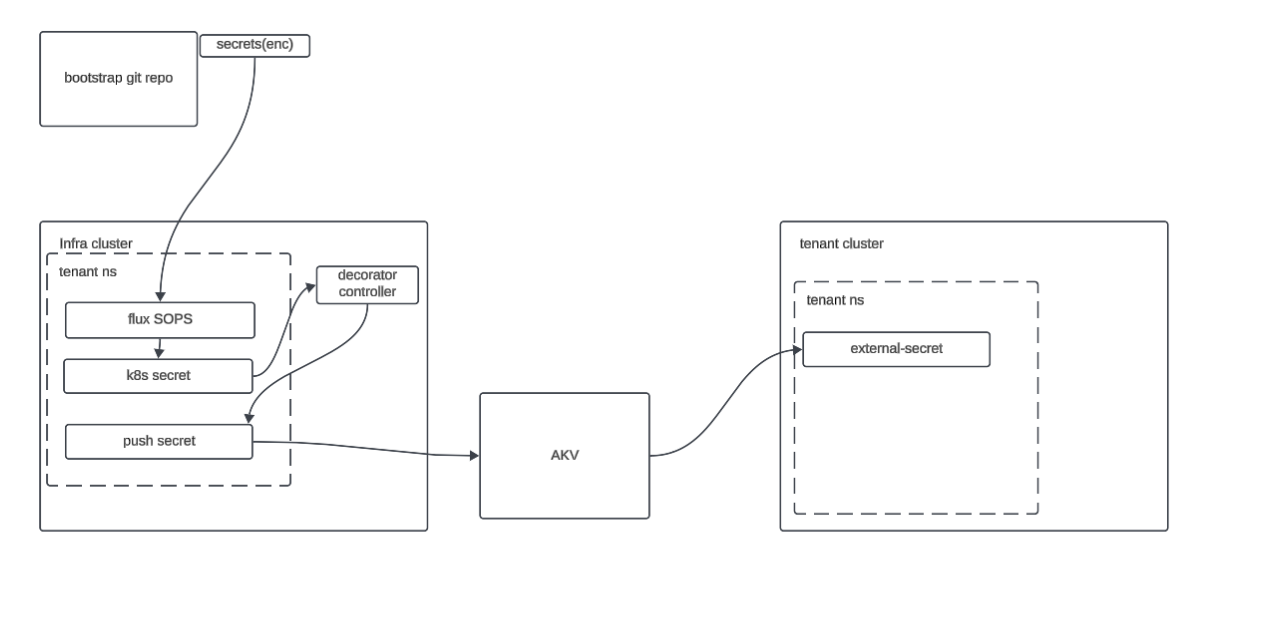 secrets(enc)
bootstrap git repo
Infra cluster
tenant ns
decorator
controller
flux SOPS
k8s secret
push secret
AKV
tenant cluster
tenant ns
external-secret